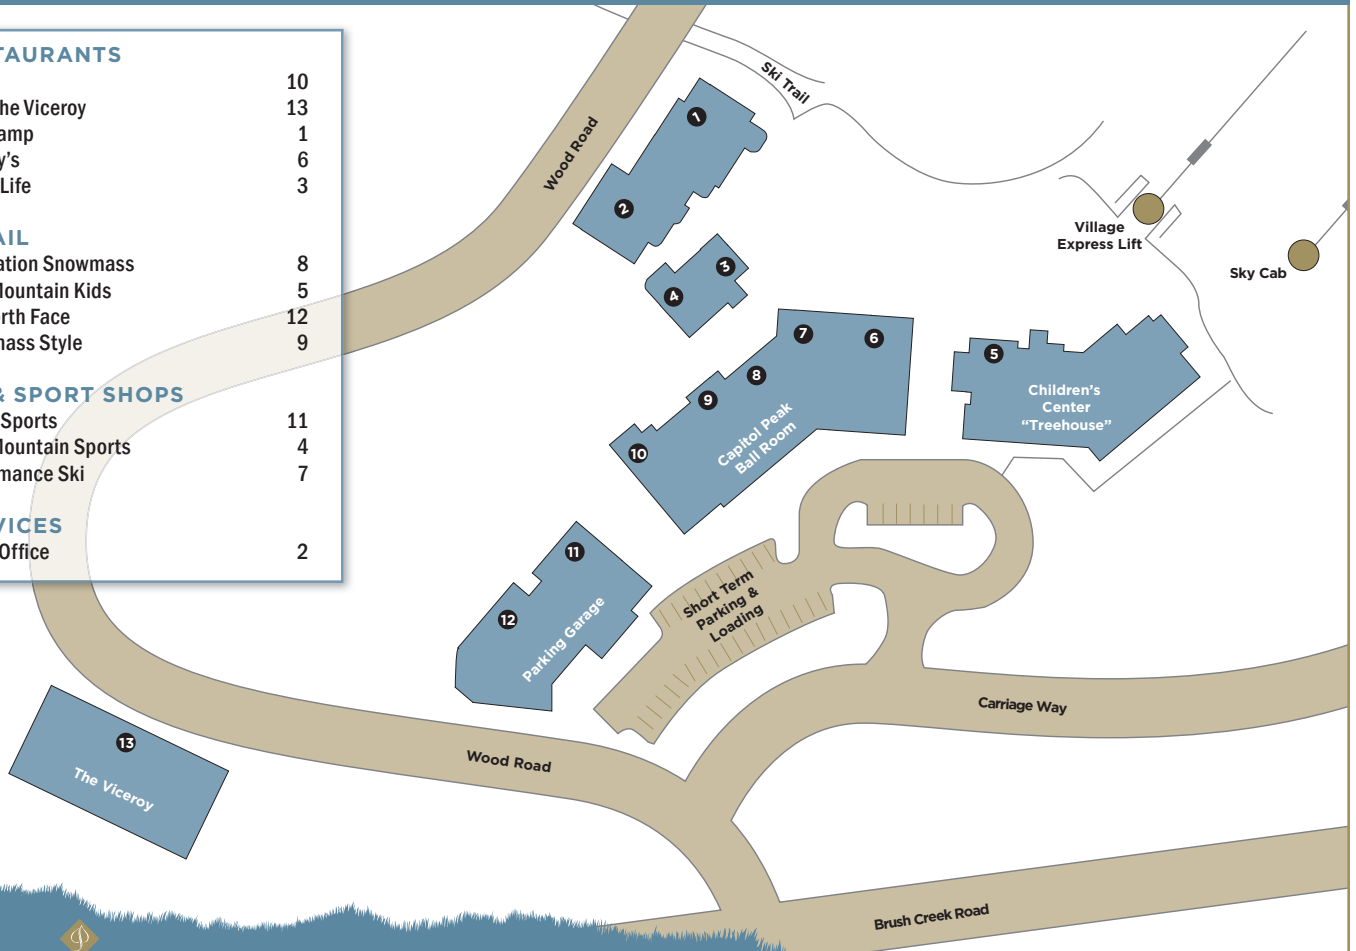 TAURANTS
10
he Viceroy 13
amp 1
y's 6
Life 3
AIL
ation Snowmass 8
Mountain Kids 5
rth Face 12
mass Style 9
& SPORT SHOPS
Sports 11
Mountain Sports 4
mance Ski 7
VICES
Office 2
Ski Trail
Wood Road
1
2
3
4
Village
Express Lift
Sky Cab
7
6
8
9
10
Capitol Peak
Ball Room
5
Children's
Center
“Treehouse”
11
12
Parking Garage
Short Term
Parking &
Loading
Carriage Way
Wood Road
13
The Viceroy
Brush Creek Road